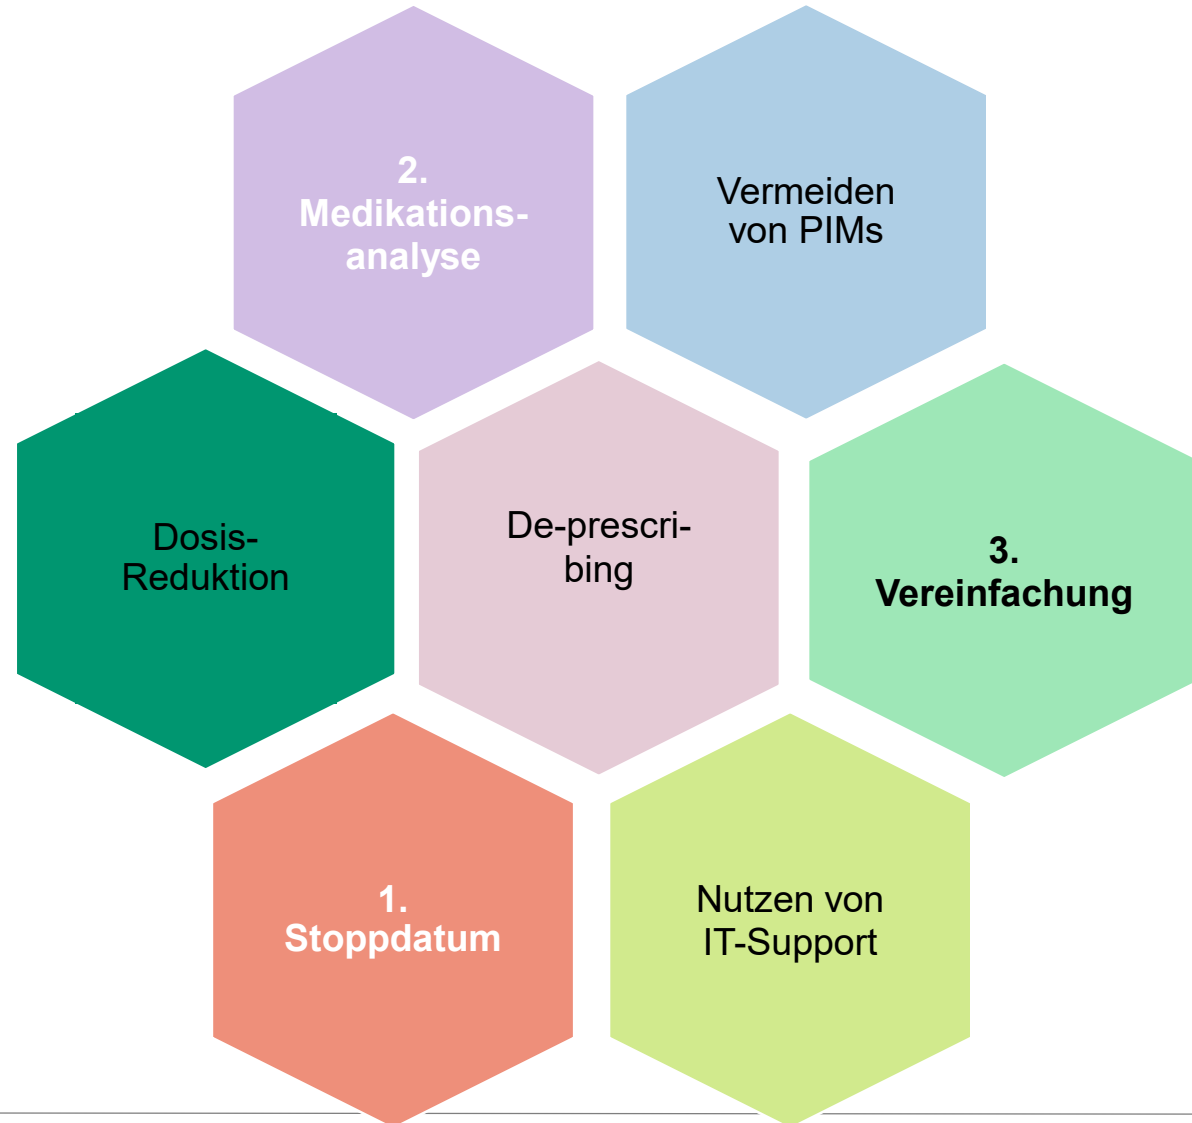 2.
Medikations-
analyse
Vermeiden
von PIMs
Dosis-
Reduktion
De-prescri-
bing
3.
Vereinfachung
1.
Stoppdatum
Nutzen von
IT-Support